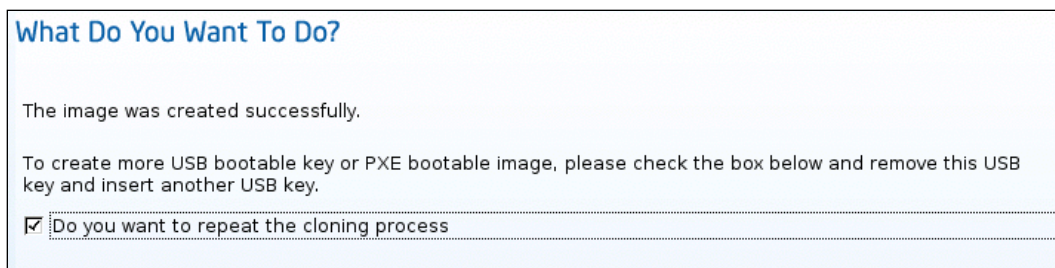 What Do You Want To Do?
The image was created successfully.
To create more USB bootable key or PXE bootable image, please check the box below and remove this USB
key and insert another USB key.
Do you want to repeat the cloning process